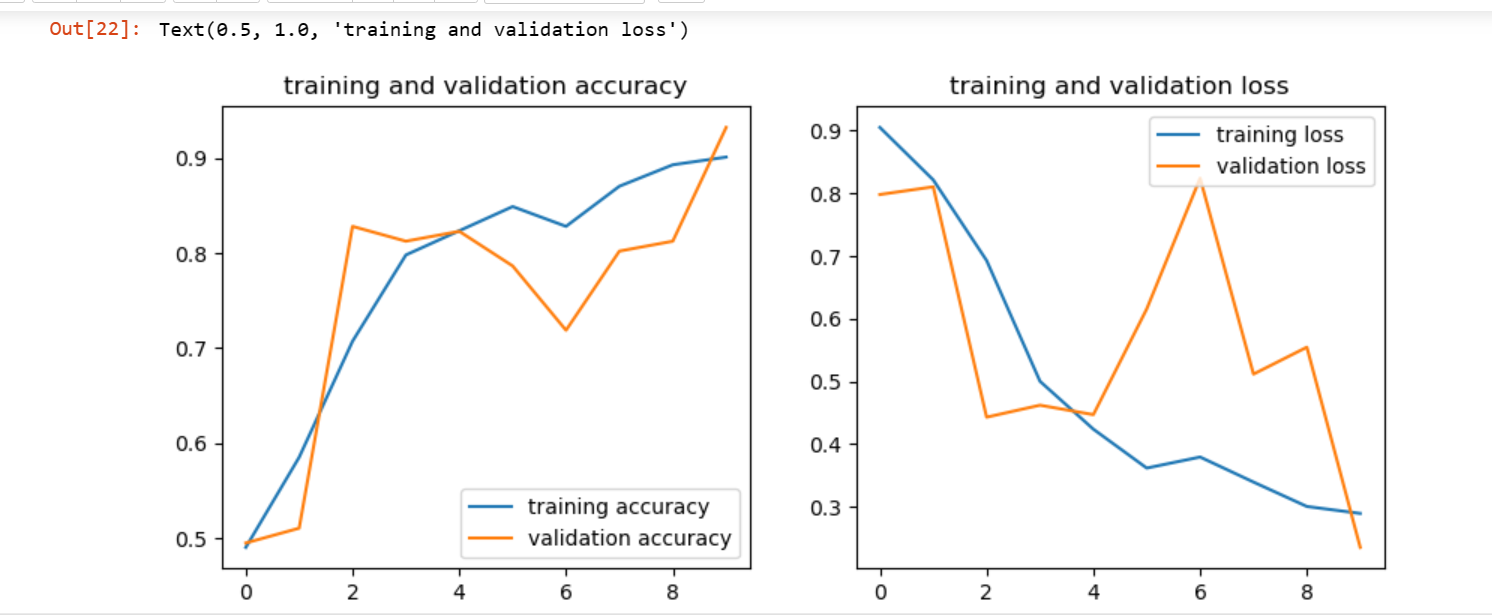 Out[22]: Text(0.5, 1.0, 'training and validation loss')
training and validation accuracy
0.9
0.8
0.7
0.6
0.5
training accuracy
validation accuracy
0 2 4 6 8
training and validation loss
0.9
0.8
0.7
0.6
0.5
0.4
0.3
training loss
validation loss
0 2 4 6 8